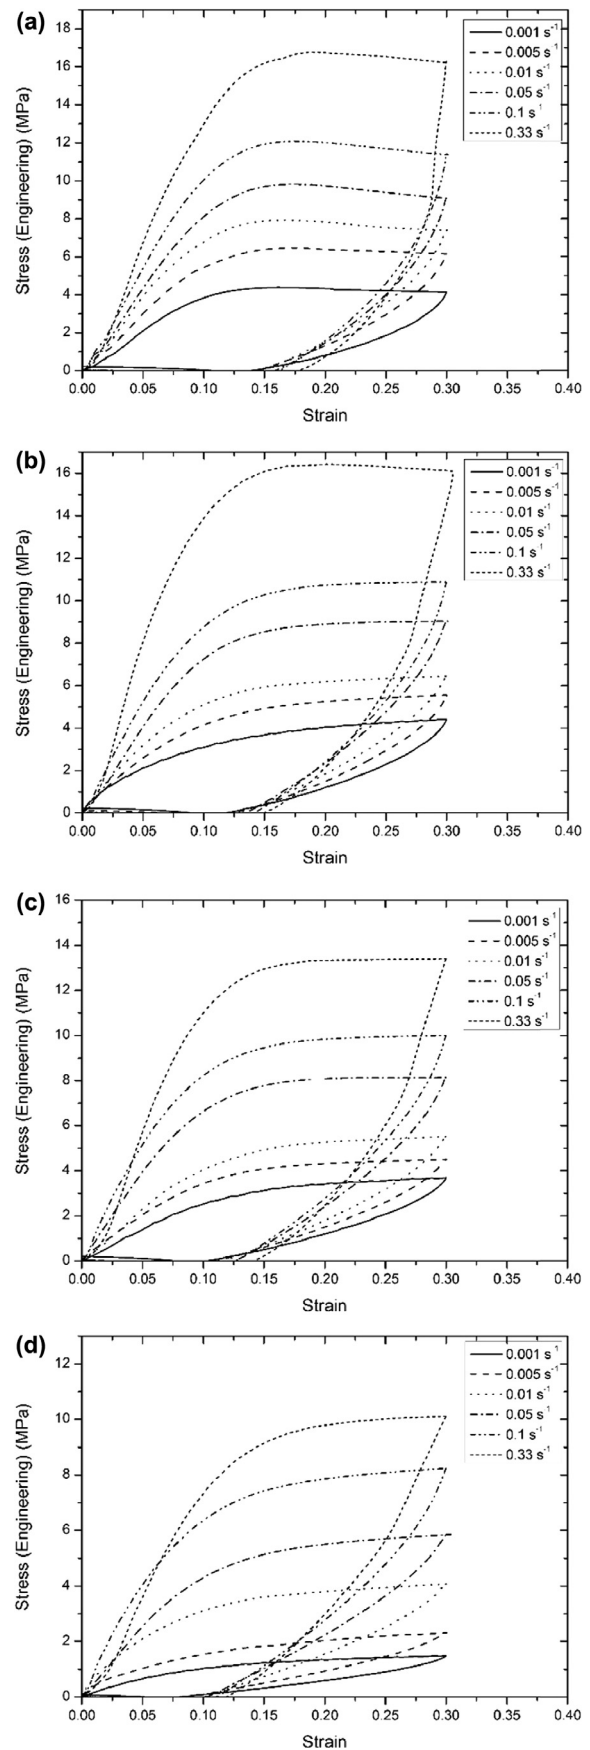 (a)
18
16
14
12
10
8
6
4
2
0
0.00 0.05 0.10 0.15 0.20 0.25 0.30 0.35 0.40
Strain
Stress (Engineering) (MPa)
0.001 s⁻¹
0.005 s⁻¹
0.01 s⁻¹
0.05 s⁻¹
0.1 s⁻¹
0.33 s⁻¹
(b)
16
14
12
10
8
6
4
2
0
0.00 0.05 0.10 0.15 0.20 0.25 0.30 0.35 0.40
Strain
Stress (Engineering) (MPa)
0.001 s⁻¹
0.005 s⁻¹
0.01 s⁻¹
0.05 s⁻¹
0.1 s⁻¹
0.33 s⁻¹
(c)
16
14
12
10
8
6
4
2
0
0.00 0.05 0.10 0.15 0.20 0.25 0.30 0.35 0.40
Strain
Stress (Engineering) (MPa)
0.001 s⁻¹
0.005 s⁻¹
0.01 s⁻¹
0.05 s⁻¹
0.1 s⁻¹
0.33 s⁻¹
(d)
12
10
8
6
4
2
0
0.00 0.05 0.10 0.15 0.20 0.25 0.30 0.35 0.40
Strain
Stress (Engineering) (MPa)
0.001 s⁻¹
0.005 s⁻¹
0.01 s⁻¹
0.05 s⁻¹
0.1 s⁻¹
0.33 s⁻¹